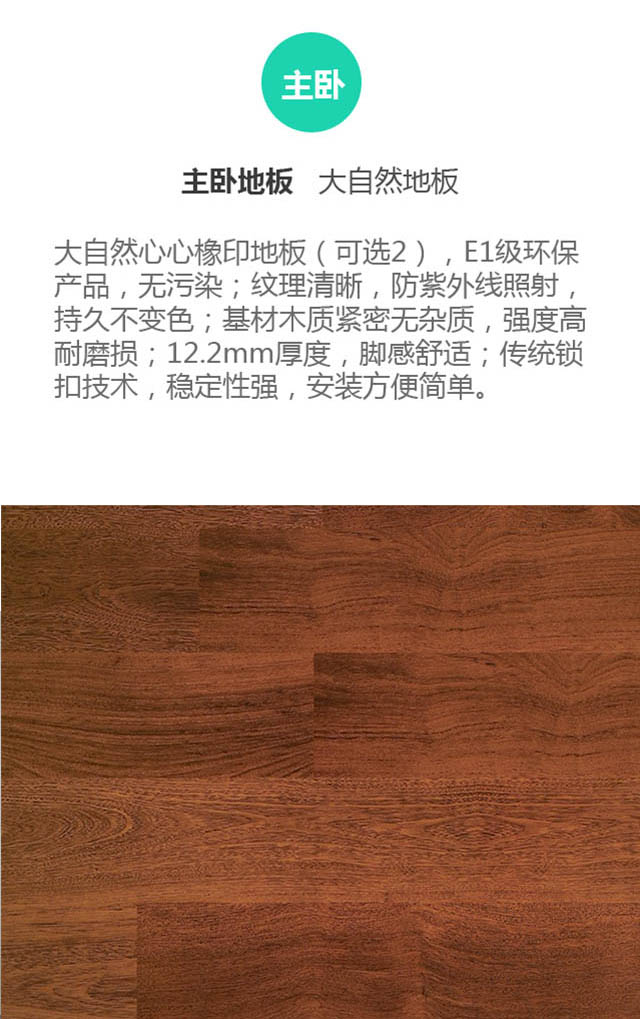 主卧
主卧地板 大自然地板
大自然心心橡印地板（可选2），E1级环保
产品，无污染；纹理清晰，防紫外线照射，
持久不变色；基材木质紧密无杂质，强度高
耐磨损；12.2mm厚度，脚感舒适；传统锁
扣技术，稳定性强，安装方便简单。